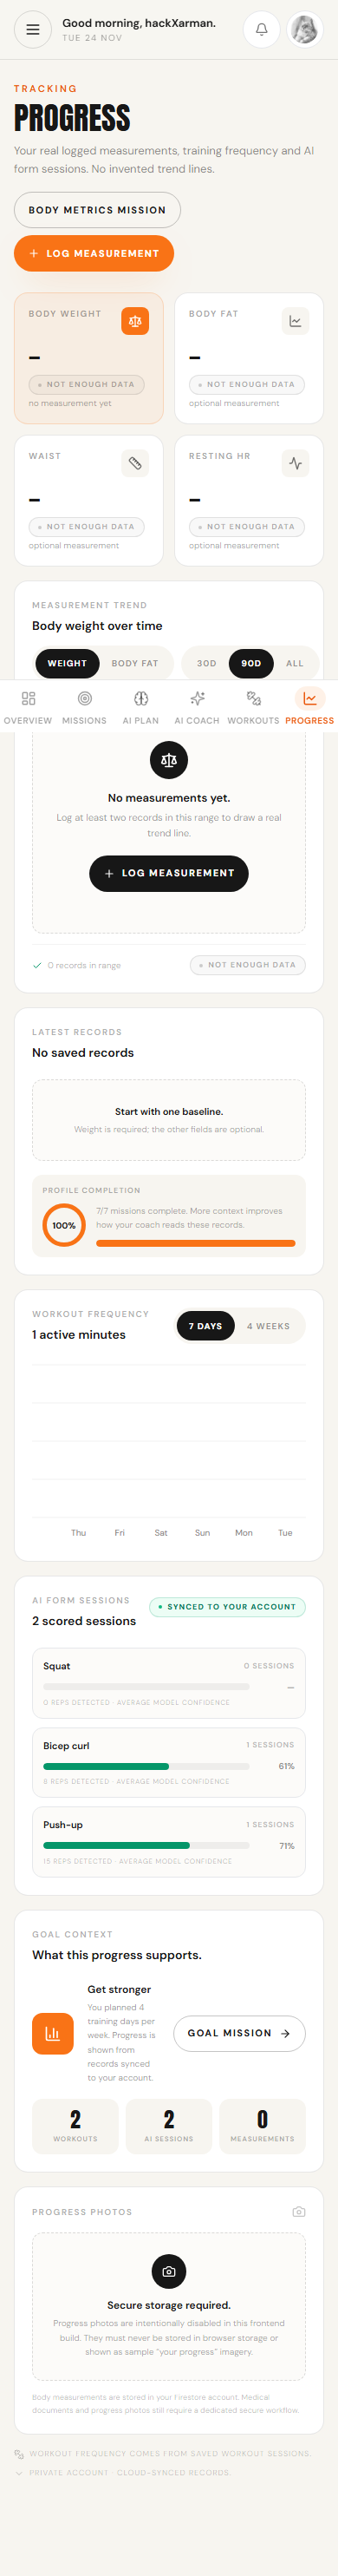 Good morning, hackXarman.
TUE 24 NOV
TRACKING
PROGRESS
Your real logged measurements, training frequency and AI
form sessions. No invented trend lines.
BODY METRICS MISSION
+ LOG MEASUREMENT
BODY WEIGHT
–
NOT ENOUGH DATA
no measurement yet
BODY FAT
–
NOT ENOUGH DATA
optional measurement
WAIST
–
NOT ENOUGH DATA
optional measurement
RESTING HR
–
NOT ENOUGH DATA
optional measurement
MEASUREMENT TREND
Body weight over time
WEIGHT BODY FAT 30D 90D ALL
OVERVIEW MISSIONS AI PLAN AI COACH WORKOUTS PROGRESS
No measurements yet.
Log at least two records in this range to draw a real
trend line.
+ LOG MEASUREMENT
0 records in range
NOT ENOUGH DATA
LATEST RECORDS
No saved records
Start with one baseline.
Weight is required; the other fields are optional.
PROFILE COMPLETION
100%
7/7 missions complete. More context improves
how your coach reads these records.
WORKOUT FREQUENCY
1 active minutes
7 DAYS 4 WEEKS
Thu Fri Sat Sun Mon Tue
AI FORM SESSIONS
2 scored sessions
SYNCED TO YOUR ACCOUNT
Squat 0 SESSIONS
–
0 REPS DETECTED · AVERAGE MODEL CONFIDENCE
Bicep curl 1 SESSIONS
61%
8 REPS DETECTED · AVERAGE MODEL CONFIDENCE
Push-up 1 SESSIONS
71%
15 REPS DETECTED · AVERAGE MODEL CONFIDENCE
GOAL CONTEXT
What this progress supports.
Get stronger
You planned 4
training days per
week. Progress is
shown from
records synced
to your account.
GOAL MISSION
2
WORKOUTS
2
AI SESSIONS
0
MEASUREMENTS
PROGRESS PHOTOS
Secure storage required.
Progress photos are intentionally disabled in this frontend
build. They must never be stored in browser storage or
shown as sample "your progress" imagery.
Body measurements are stored in your Firestore account. Medical
documents and progress photos still require a dedicated secure workflow.
WORKOUT FREQUENCY COMES FROM SAVED WORKOUT SESSIONS.
PRIVATE ACCOUNT · CLOUD-SYNCED RECORDS.